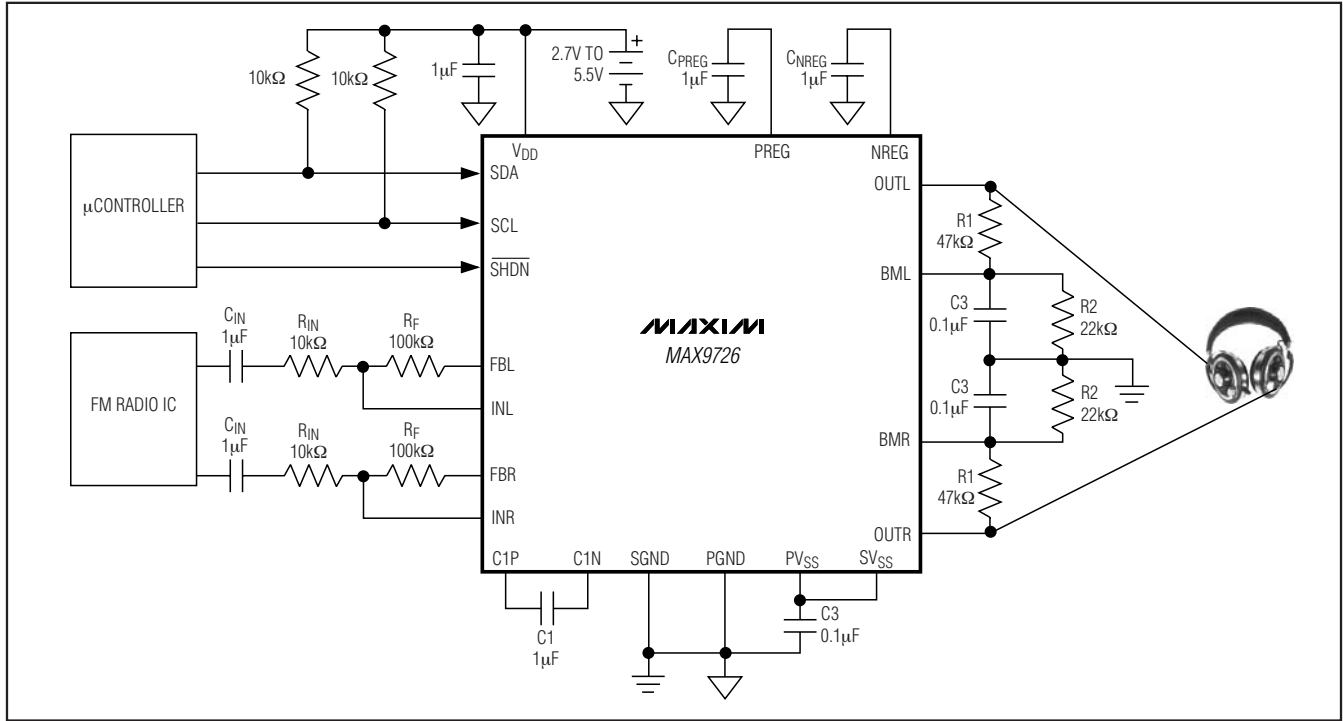 10kΩ
10kΩ
1μF
2.7V TO
5.5V
+
CPREG
1μF
CNREG
1μF
VDD
PREG
NREG
μCONTROLLER
SDA
SCL
SHDN
OUTL
R1
47kΩ
BML
C3
0.1μF
R2
22kΩ
MAXIM
MAX9726
FM RADIO IC
CIN
1μF
RIN
10kΩ
RF
100kΩ
FBL
INL
CIN
1μF
RIN
10kΩ
RF
100kΩ
FBR
INR
C3
0.1μF
R2
22kΩ
BMR
R1
47kΩ
OUTR
C1P
C1N
SGND
PGND
PVSS
SVSS
C1
1μF
C3
0.1μF